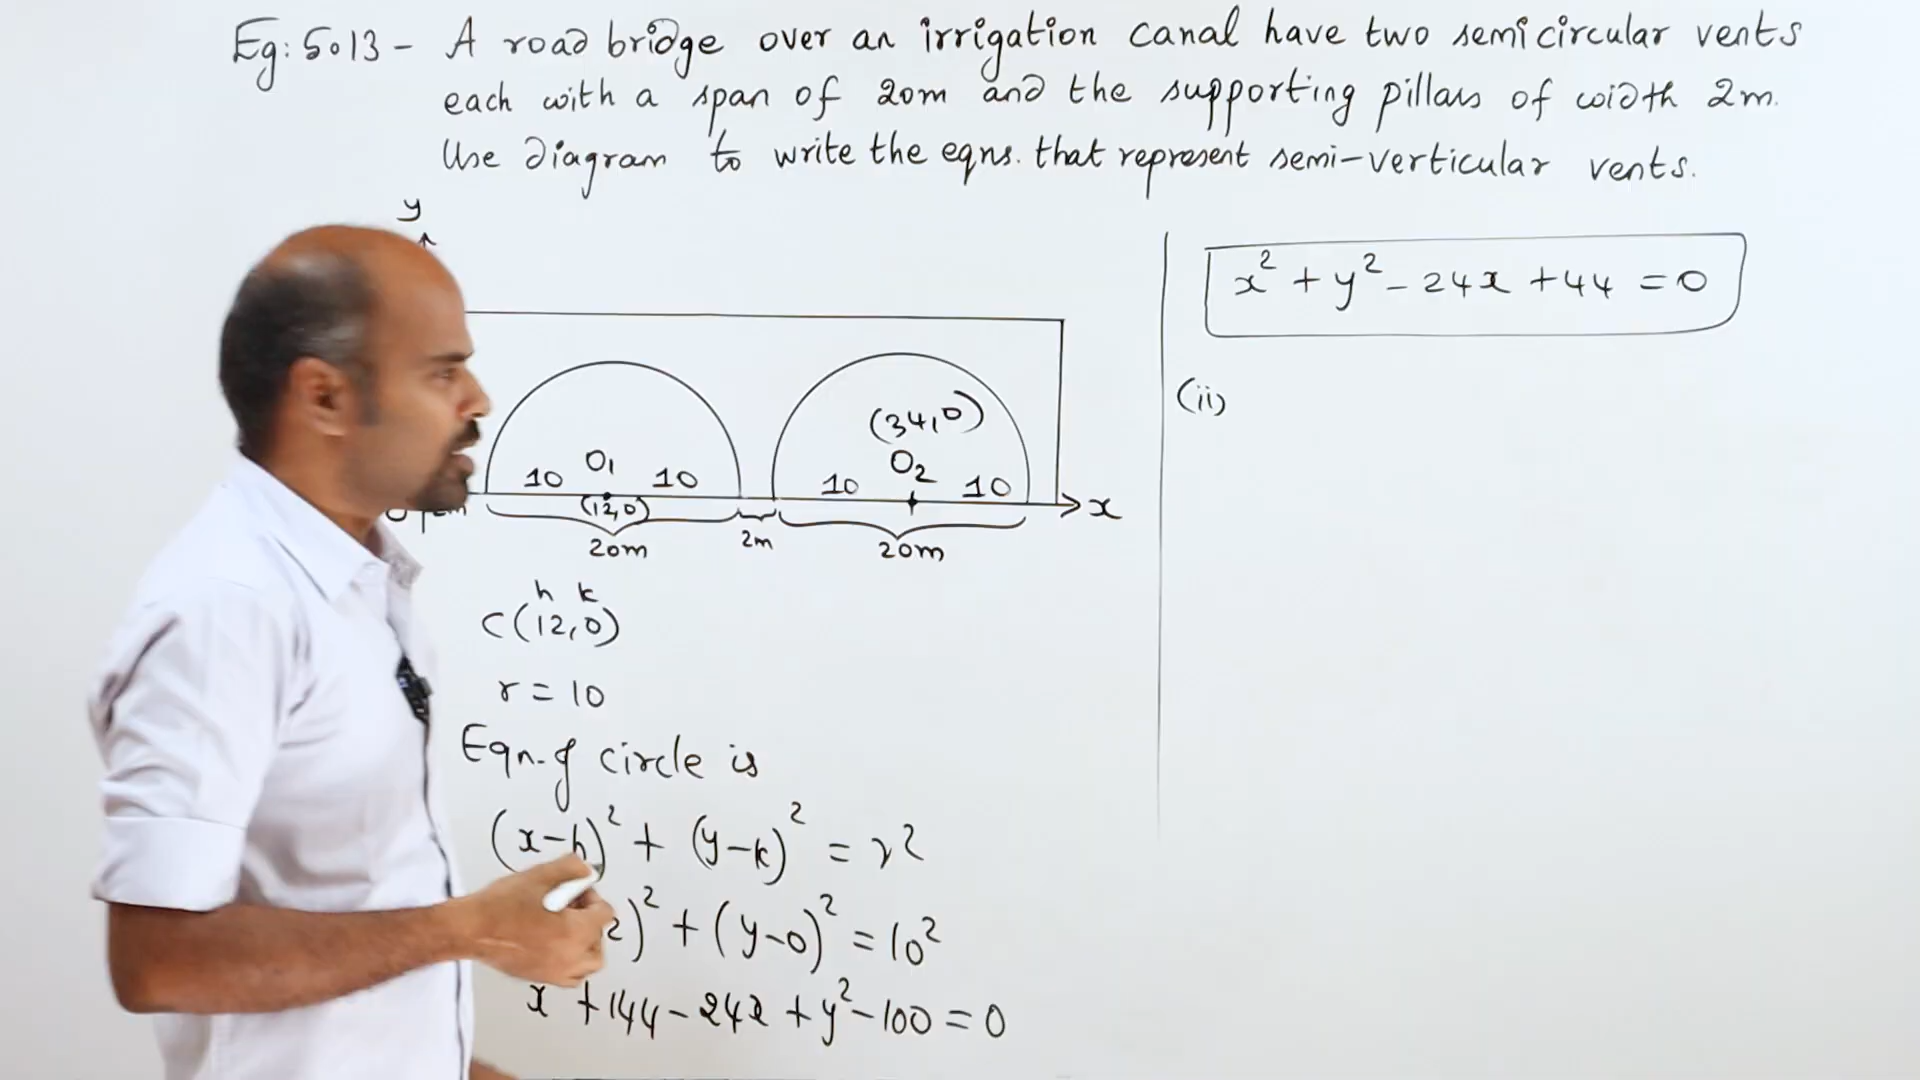 Eg: 5.13 - A road bridge over an irrigation canal have two semicircular vents
each with a span of 20m and the supporting pillars of width 2m.
Use diagram to write the eqns. that represent semi-verticular vents.
y
(34,0)
10 O₁ 10
10 O₂ 10
(12,0)
x
20m 2m 20m
h k
C(12,0)
r = 10
Eqn. of circle is
(x-h)² + (y-k)² = r²
)² + (y-0)² = 10²
x +144 - 24x + y² - 100 = 0
x² + y² - 24x + 44 = 0
(ii)